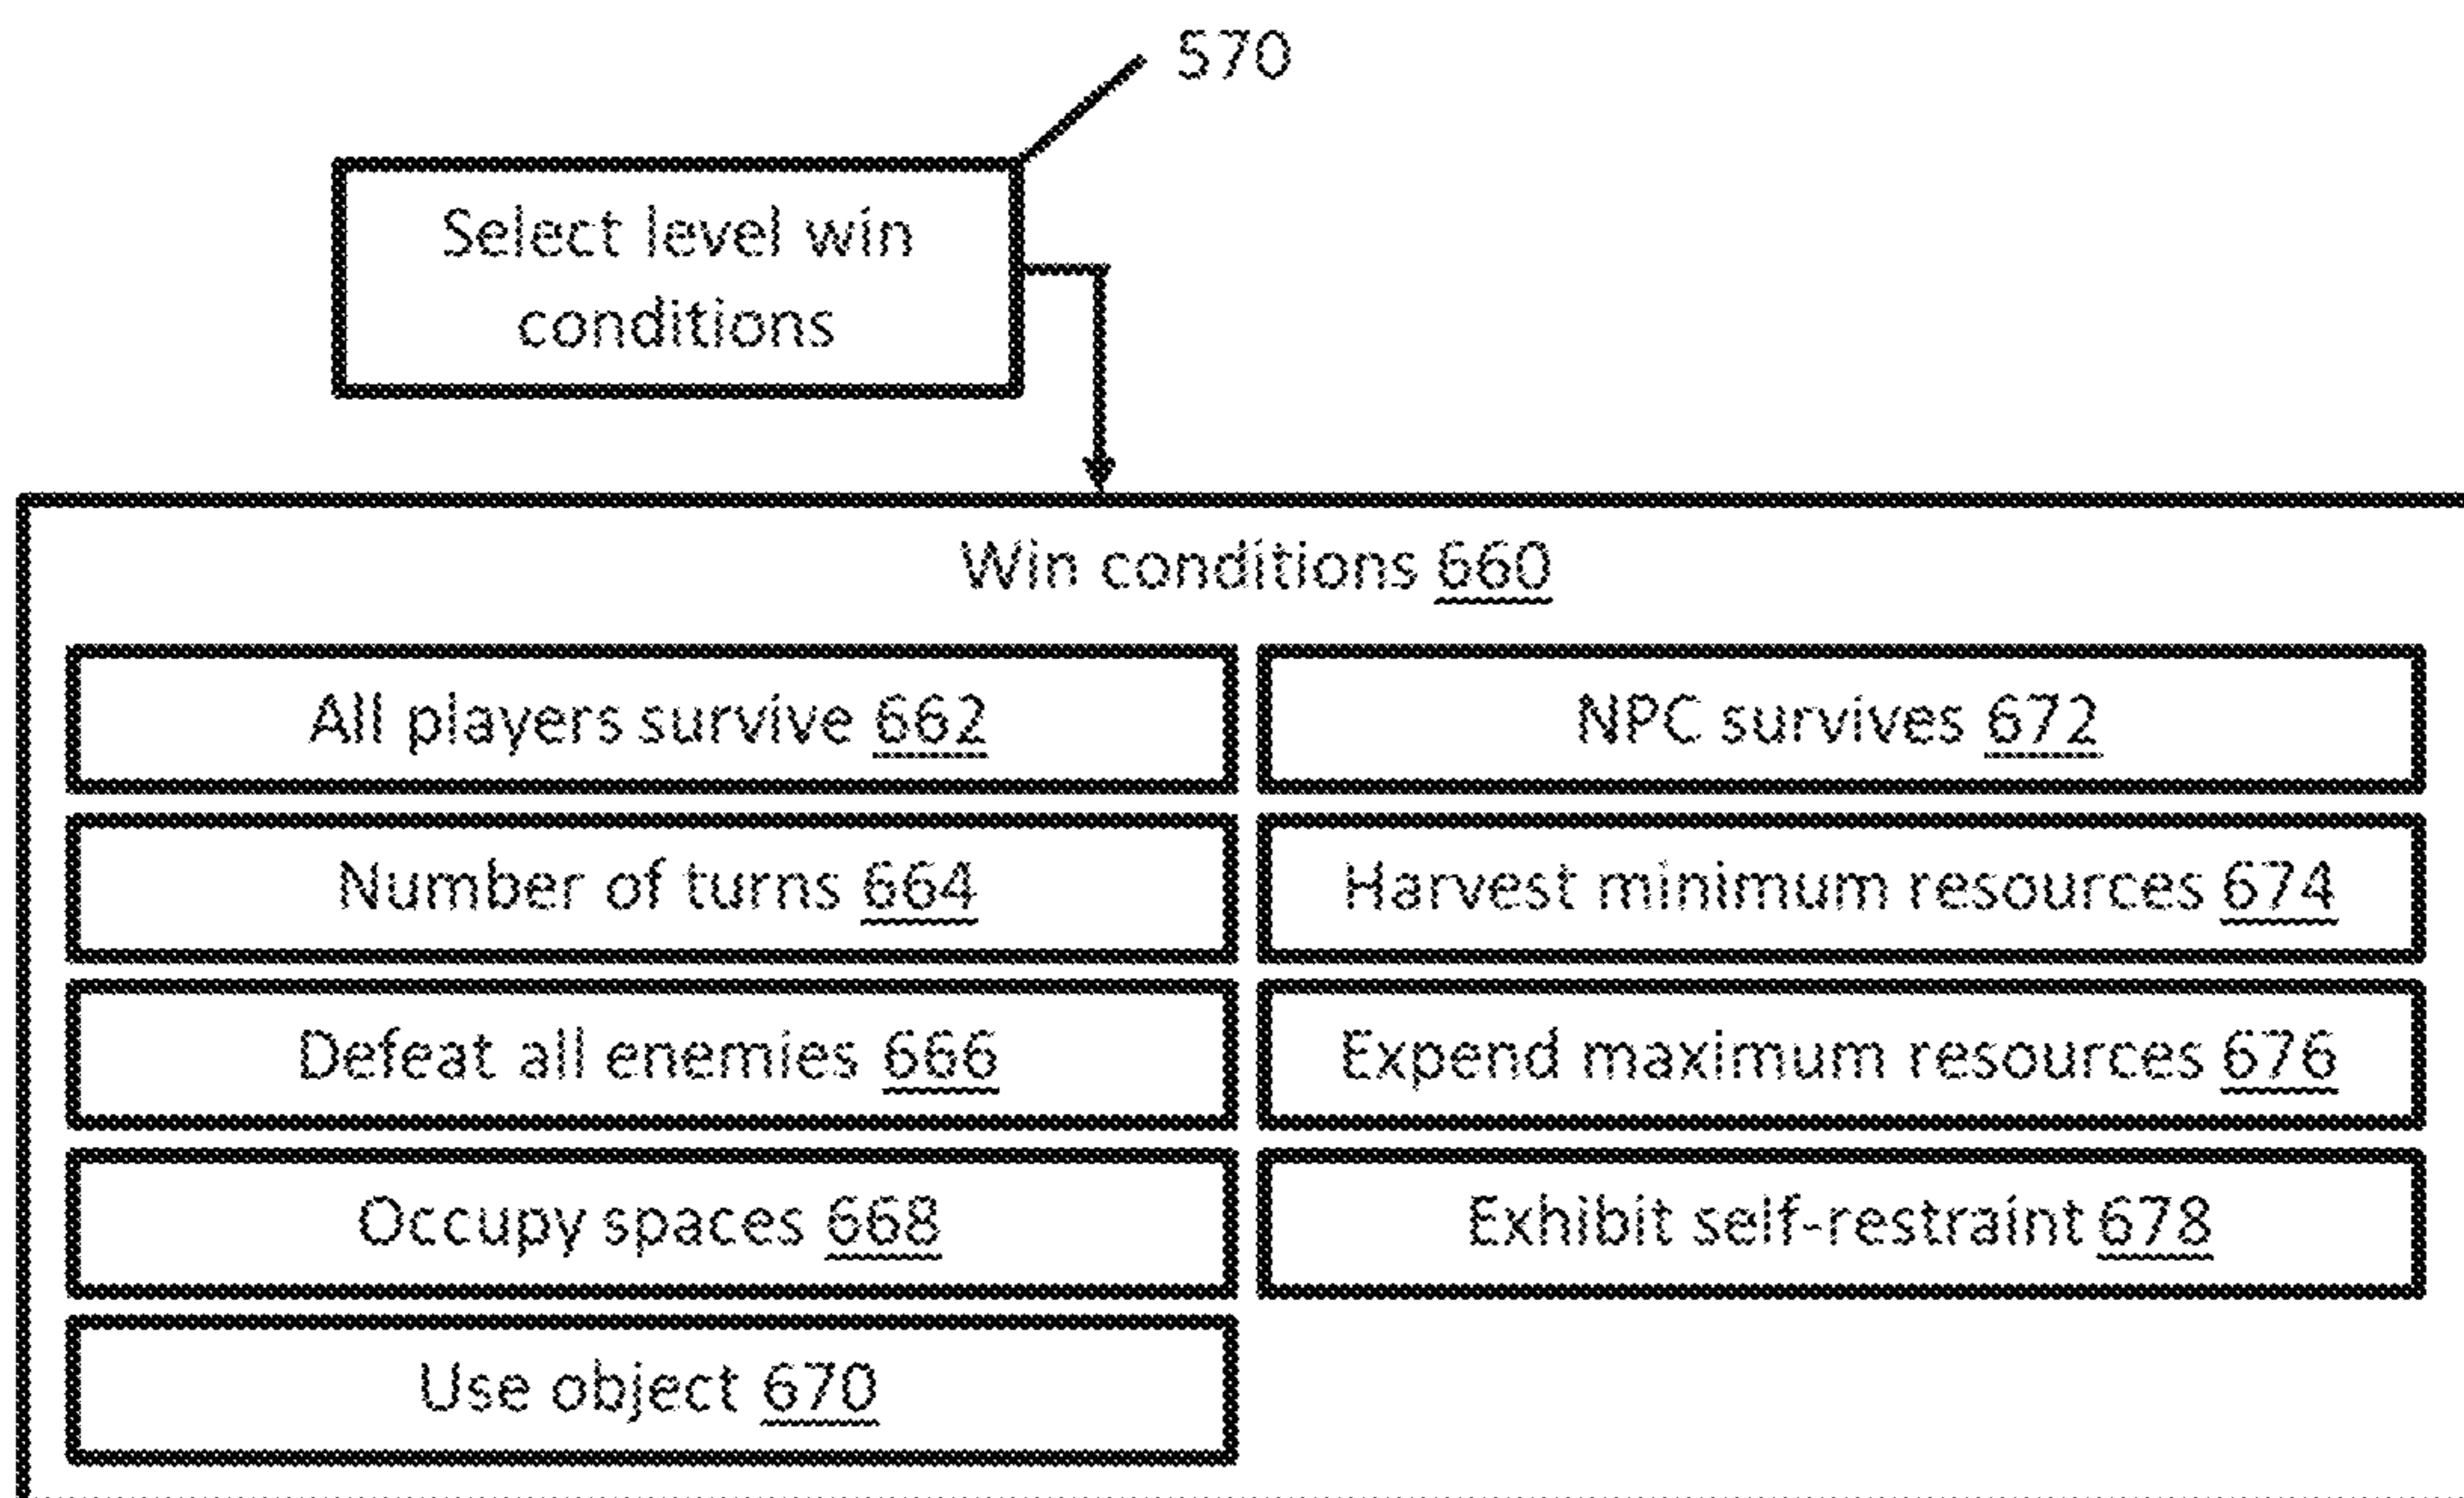 570
Select level win
conditions
Win conditions 660
All players survive 662
NPC survives 672
Number of turns 664
Harvest minimum resources 674
Defeat all enemies 666
Expend maximum resources 676
Occupy spaces 668
Exhibit self-restraint 678
Use object 670